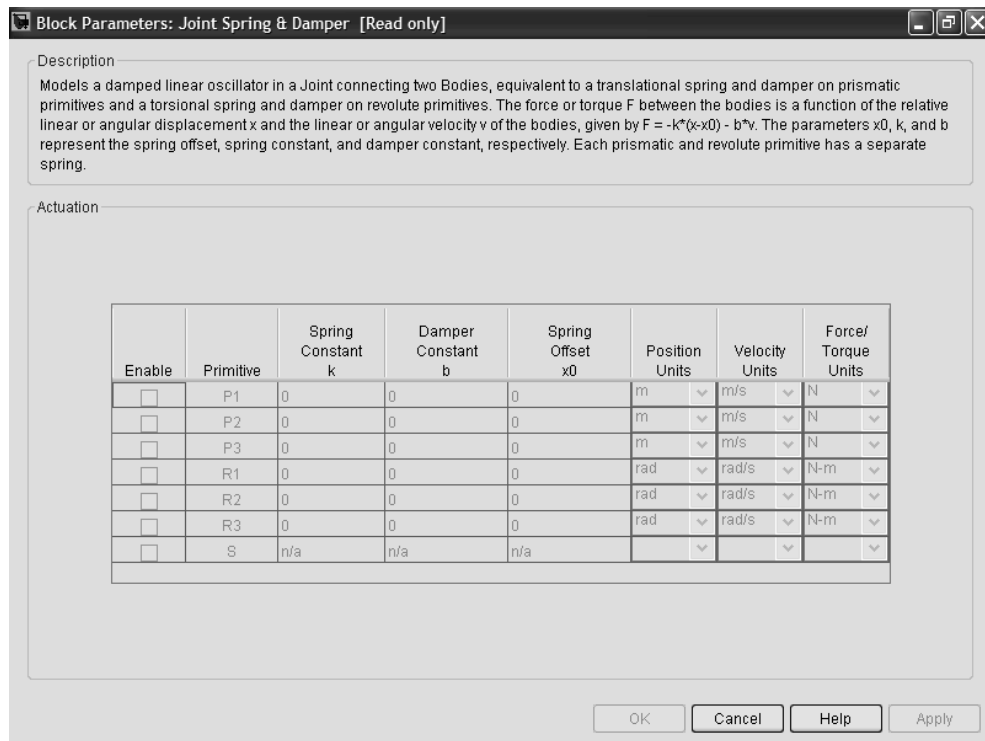 Block Parameters: Joint Spring & Damper [Read only]
Description
Models a damped linear oscillator in a Joint connecting two Bodies, equivalent to a translational spring and damper on prismatic
primitives and a torsional spring and damper on revolute primitives. The force or torque F between the bodies is a function of the relative
linear or angular displacement x and the linear or angular velocity v of the bodies, given by F = -k*(x-x0) - b*v. The parameters x0, k, and b
represent the spring offset, spring constant, and damper constant, respectively. Each prismatic and revolute primitive has a separate
spring.
Actuation
Enable Primitive Spring Constant k Damper Constant b Spring Offset x0 Position Units Velocity Units Force/ Torque Units
P1 0 0 0 m m/s N
P2 0 0 0 m m/s N
P3 0 0 0 m m/s N
R1 0 0 0 rad rad/s N-m
R2 0 0 0 rad rad/s N-m
R3 0 0 0 rad rad/s N-m
S n/a n/a n/a
OK Cancel Help Apply